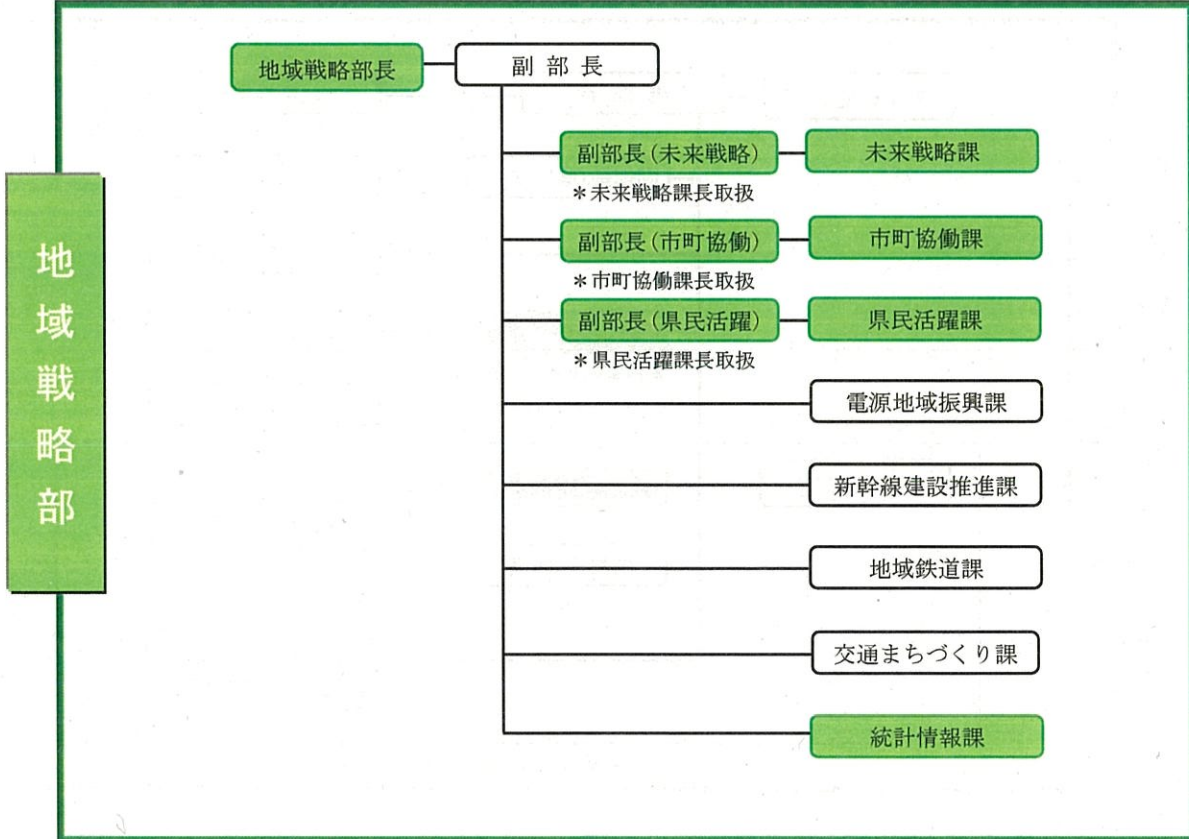 地域戦略部
地域戦略部長
副部長
副部長(未来戦略)
未来戦略課
*未来戦略課長取扱
副部長(市町協働)
市町協働課
*市町協働課長取扱
副部長(県民活躍)
県民活躍課
*県民活躍課長取扱
電源地域振興課
新幹線建設推進課
地域鉄道課
交通まちづくり課
統計情報課